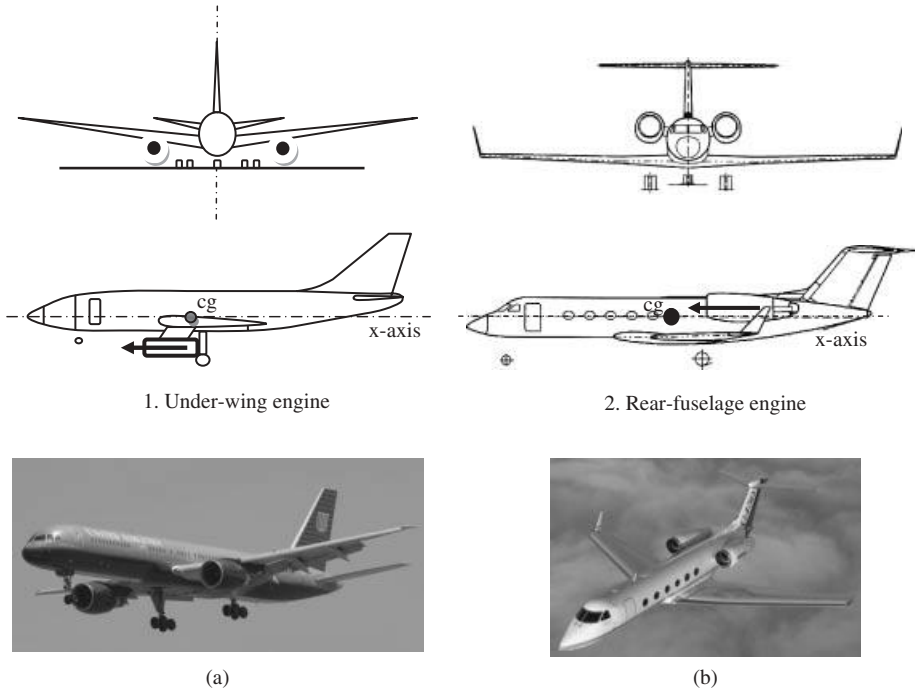 cg
x-axis
1. Under-wing engine
cg
x-axis
2. Rear-fuselage engine
(a)
(b)